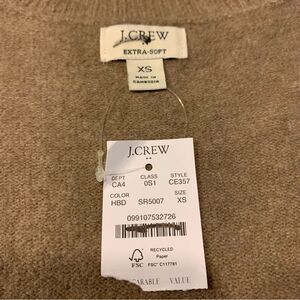 J.CREW
EXTRA-SOFT
XS
MADE IN
CAMBODIA
J.CREW
DEPT CLASS STYLE
CA4 0S1 CE357
COLOR SIZE
HBD SR5007 XS
099107532726
RECYCLED
Paper
FSC FSC® C117781
VALUE